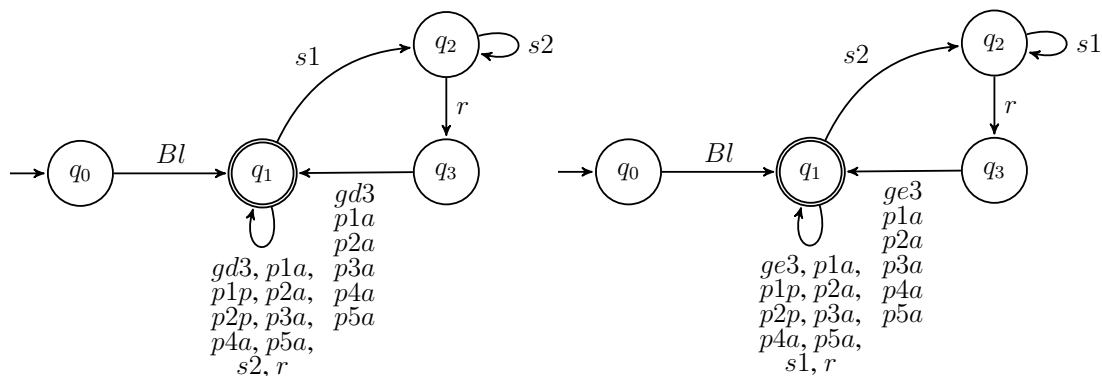 q2
s2
s1
r
Bl
q0
q1
q3
gd3
p1a
p2a
p3a
p4a
p5a
gd3, p1a,
p1p, p2a,
p2p, p3a,
p4a, p5a,
s2, r
q2
s1
s2
r
Bl
q0
q1
q3
ge3
p1a
p2a
p3a
p4a
p5a
ge3, p1a,
p1p, p2a,
p2p, p3a,
p4a, p5a,
s1, r